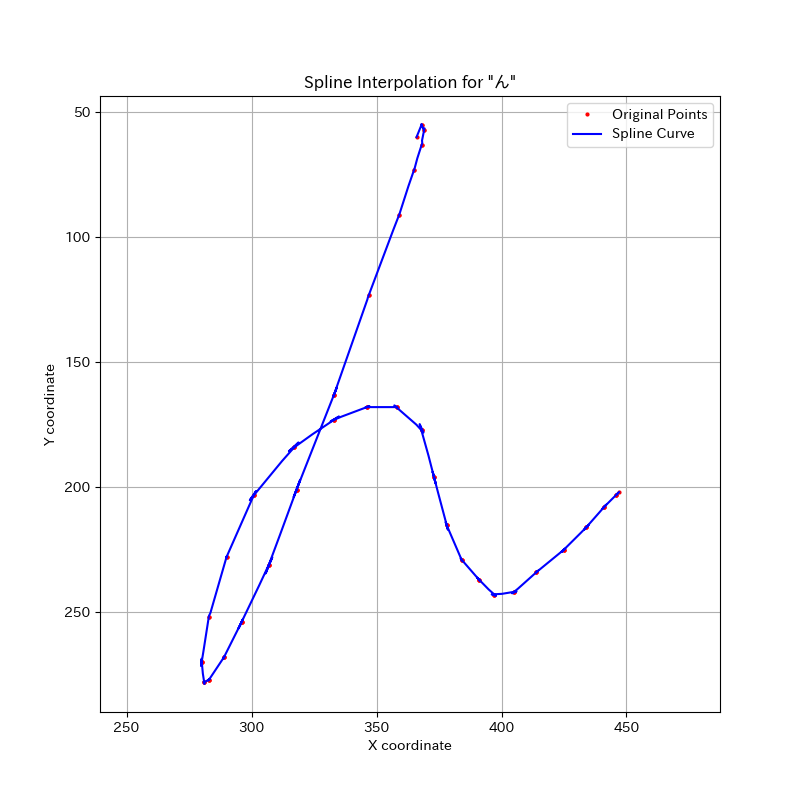 Spline Interpolation for "ん"
Original Points
Spline Curve
50
100
150
200
250
Y coordinate
250
300
350
400
450
X coordinate